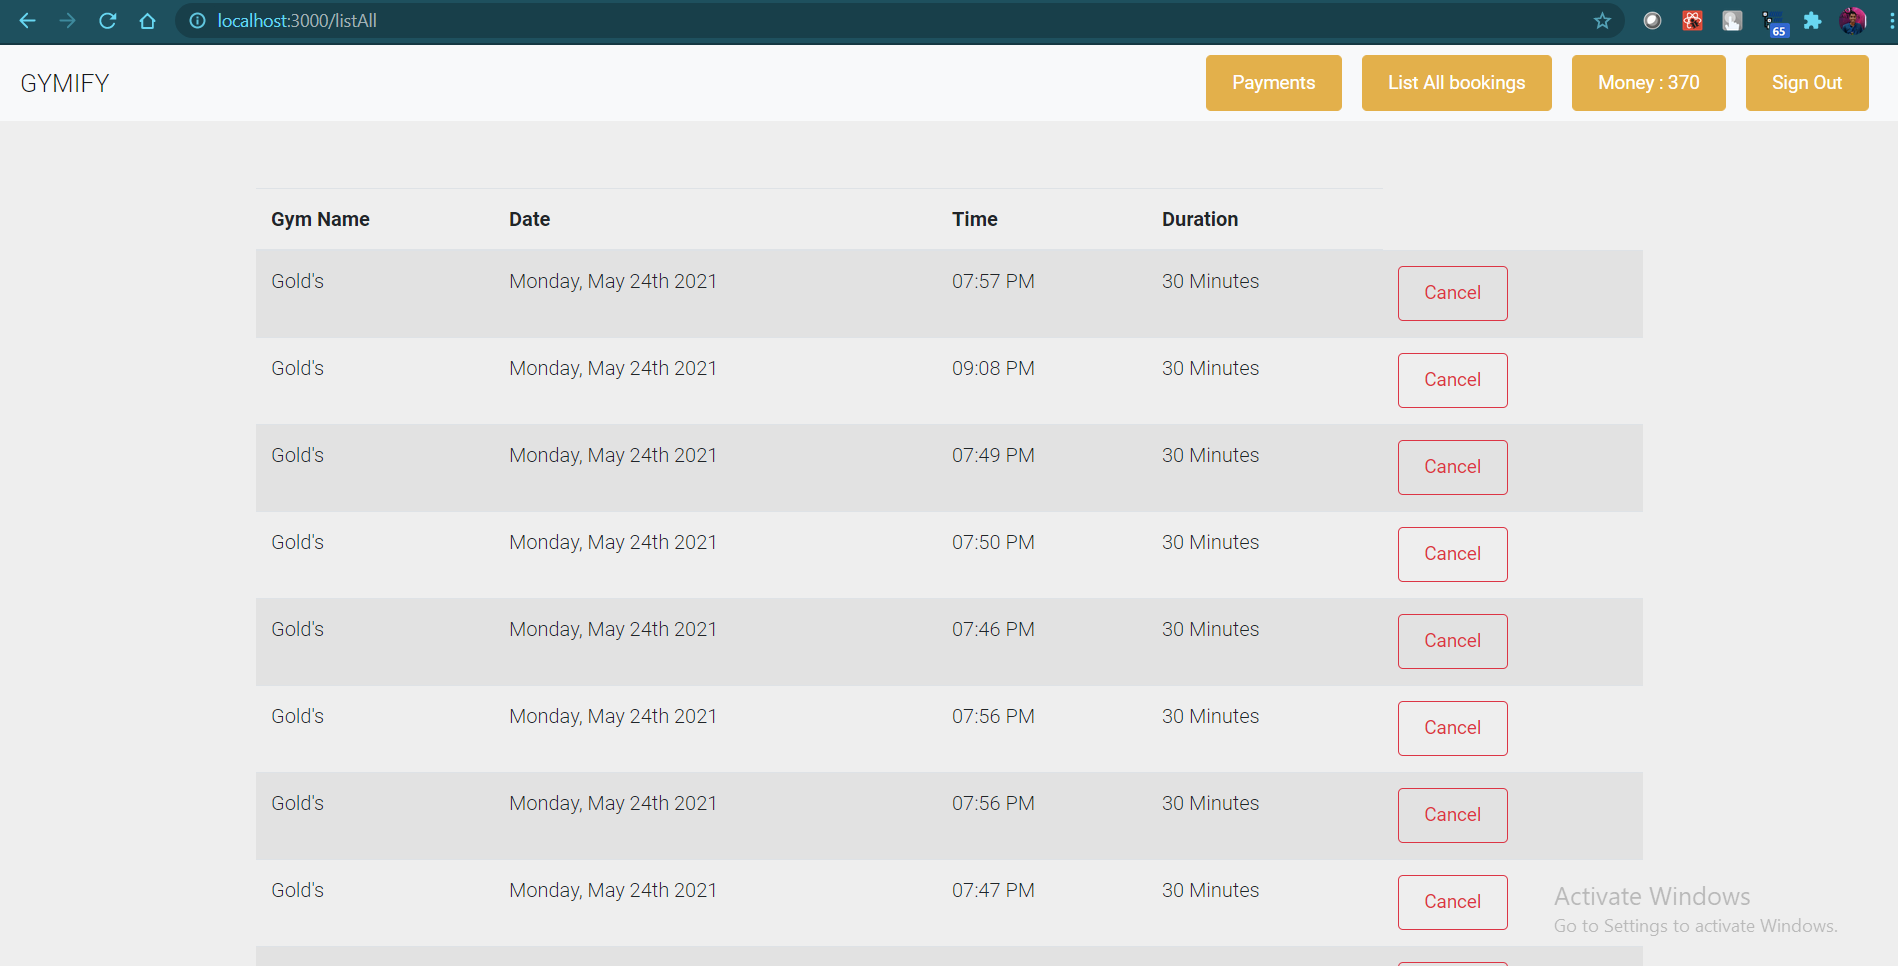 localhost:3000/listAll
65
GYMIFY Payments List All bookings Money : 370 Sign Out
Gym Name Date Time Duration
Gold's Monday, May 24th 2021 07:57 PM 30 Minutes Cancel
Gold's Monday, May 24th 2021 09:08 PM 30 Minutes Cancel
Gold's Monday, May 24th 2021 07:49 PM 30 Minutes Cancel
Gold's Monday, May 24th 2021 07:50 PM 30 Minutes Cancel
Gold's Monday, May 24th 2021 07:46 PM 30 Minutes Cancel
Gold's Monday, May 24th 2021 07:56 PM 30 Minutes Cancel
Gold's Monday, May 24th 2021 07:56 PM 30 Minutes Cancel
Gold's Monday, May 24th 2021 07:47 PM 30 Minutes Cancel
Activate Windows
Go to Settings to activate Windows.